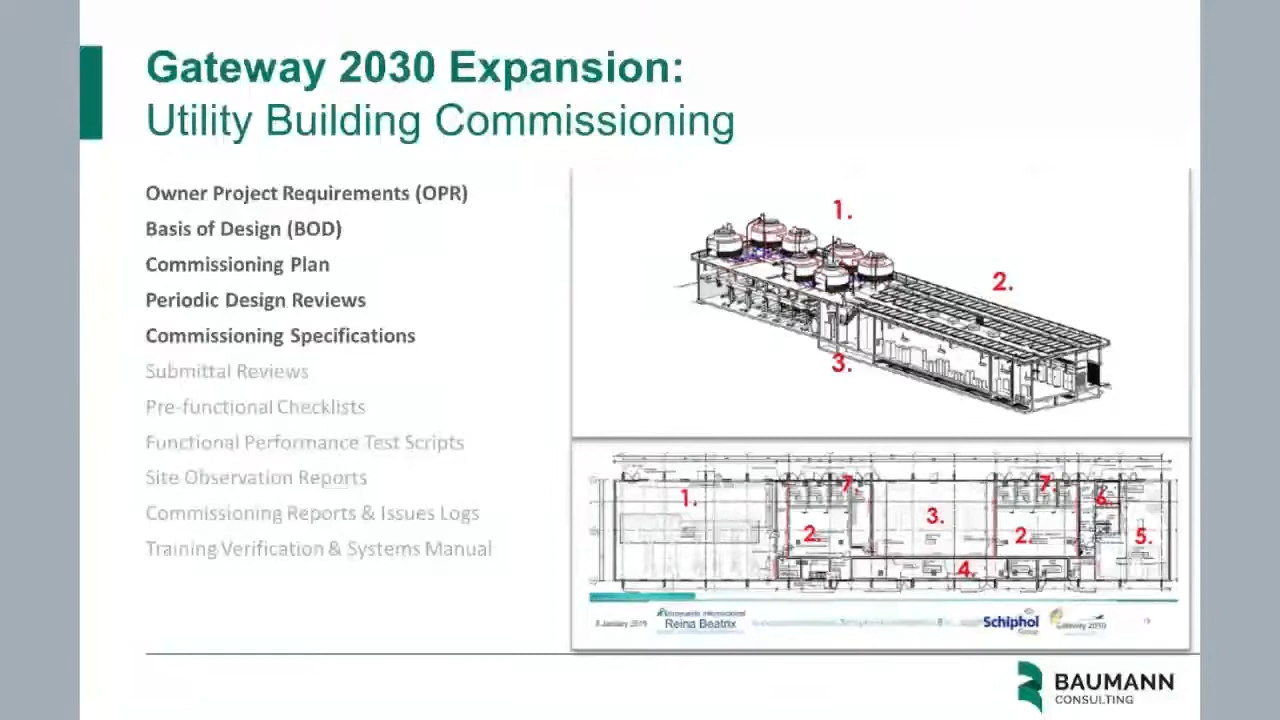 Gateway 2030 Expansion:
Utility Building Commissioning
Owner Project Requirements (OPR)
Basis of Design (BOD)
Commissioning Plan
Periodic Design Reviews
Commissioning Specifications
Submittal Reviews
Pre-functional Checklists
Functional Performance Test Scripts
Site Observation Reports
Commissioning Reports & Issues Logs
Training Verification & Systems Manual
1.
2.
3.
7.
7.
1.
6.
3.
2.
2.
5.
4.
Reina Beatrix
Schiphol
Group
Gateway 2030
BAUMANN
CONSULTING